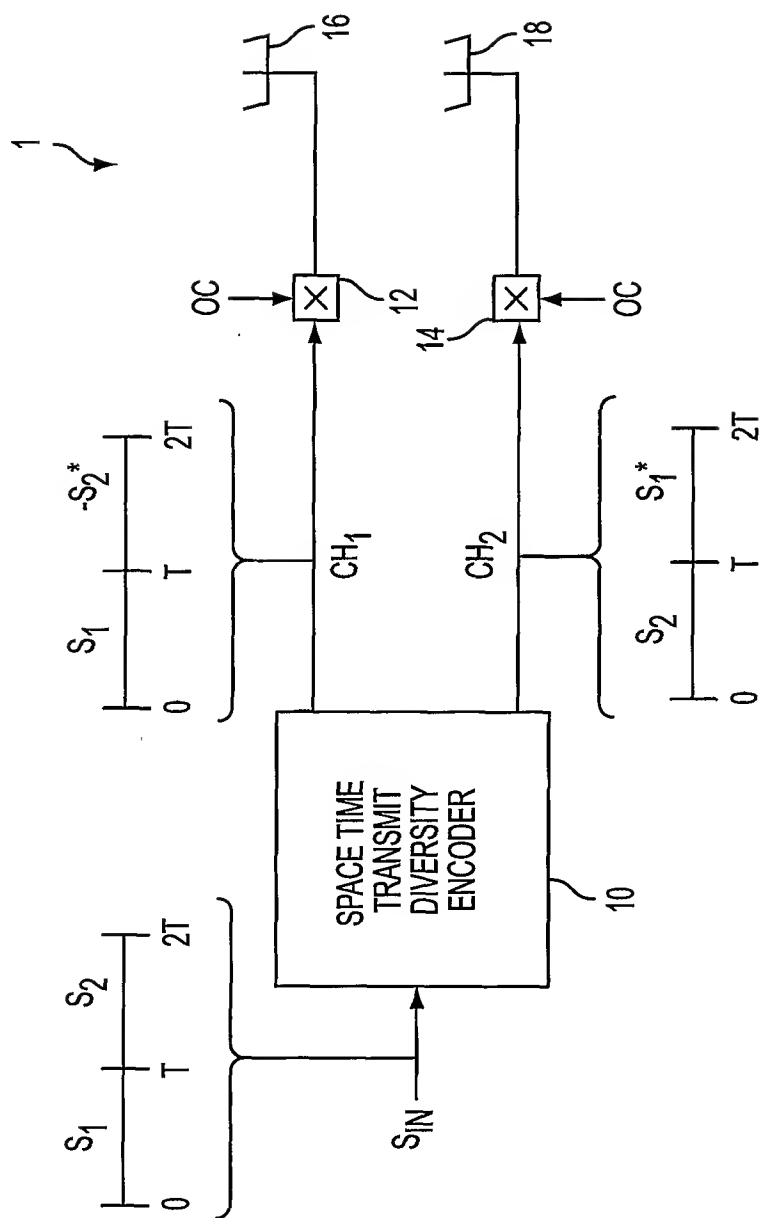 1
S₁ S₂
0 T 2T
S_IN
SPACE TIME
TRANSMIT
DIVERSITY
ENCODER
10
S₁ -S₂*
0 T 2T
CH₁
OC
X
12
16
CH₂
14
X
OC
18
S₂ S₁*
0 T 2T